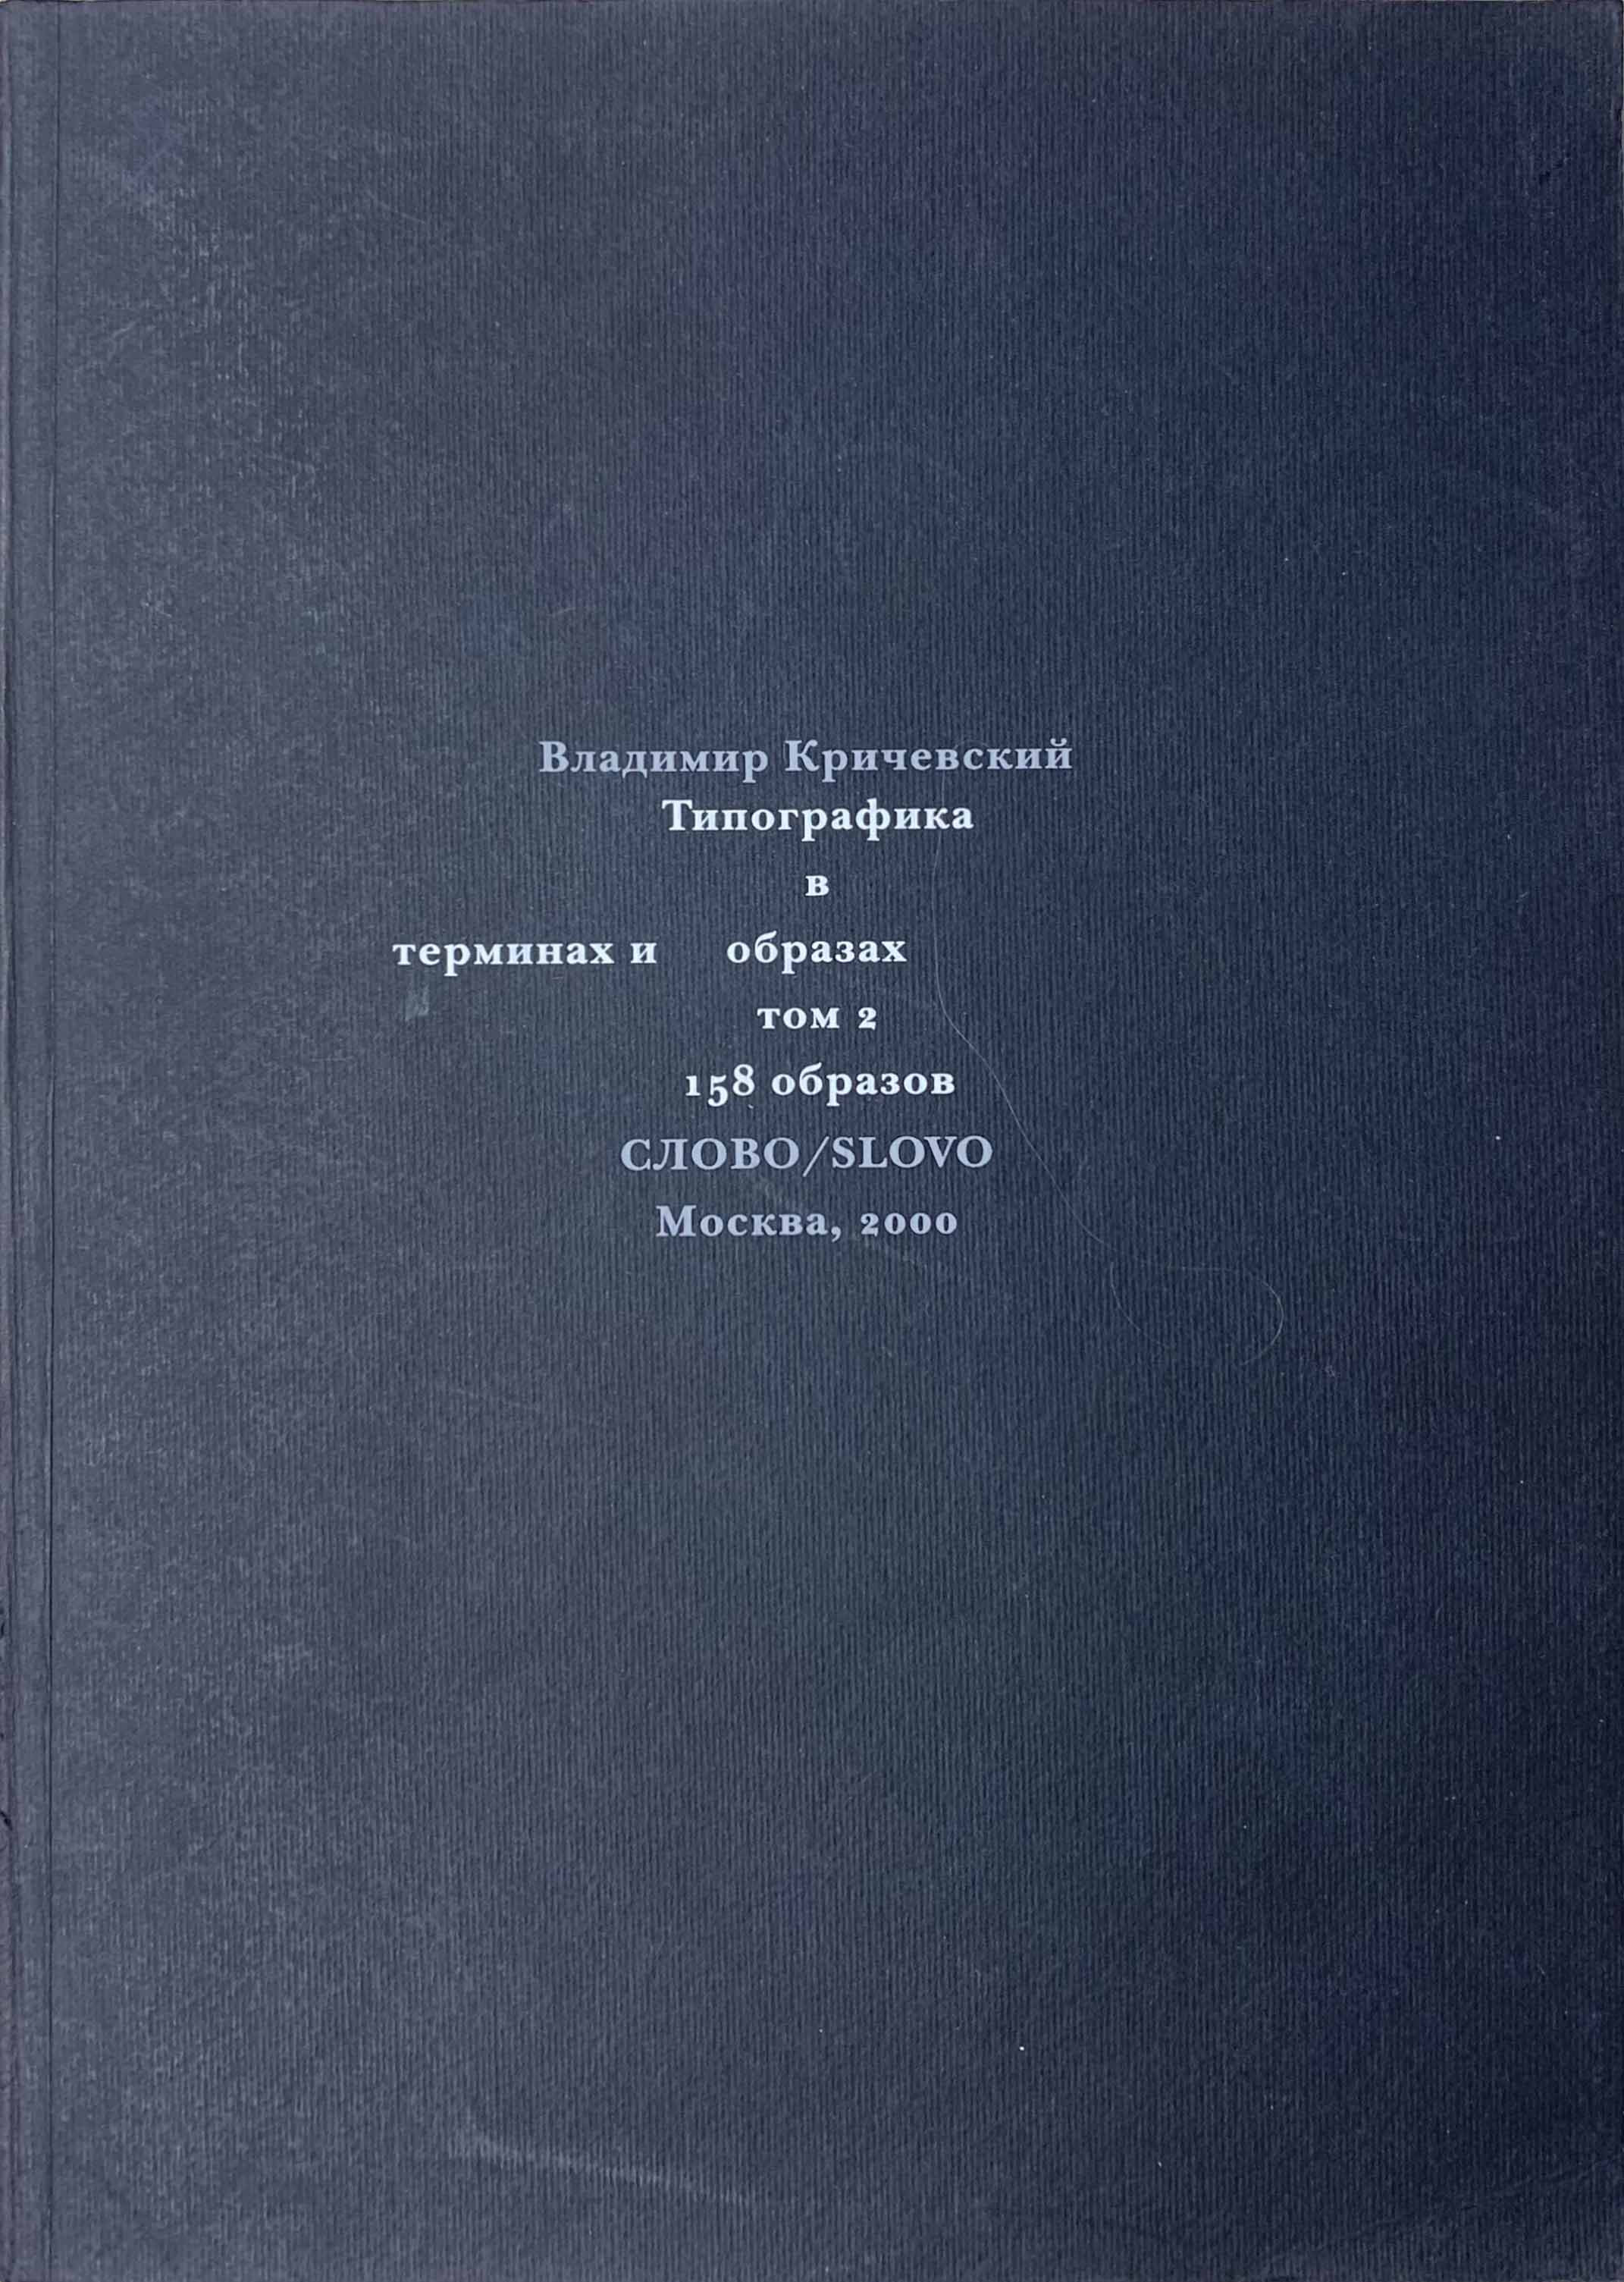 Владимир Кричевский
Типографика
в
терминах и образах
том 2
158 образов
СЛОВО/SLOVO
Москва, 2000